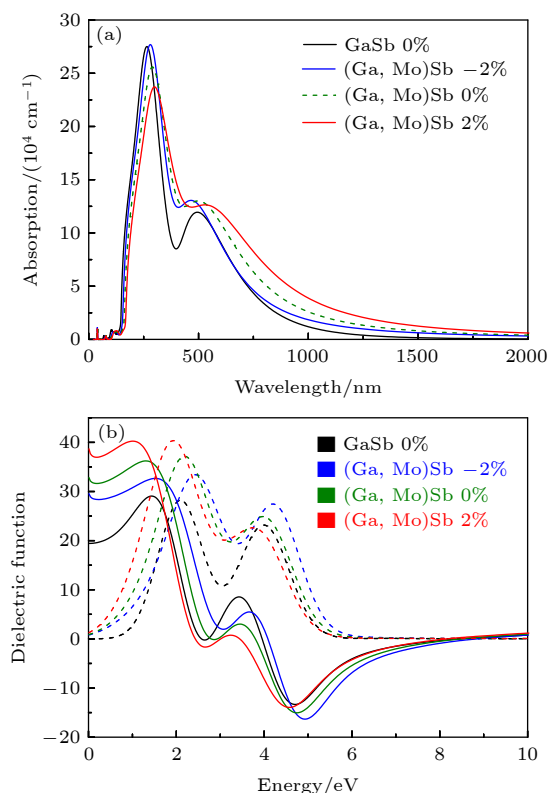 (a)
GaSb 0%
(Ga, Mo)Sb −2%
(Ga, Mo)Sb 0%
(Ga, Mo)Sb 2%
Absorption/(10⁴ cm⁻¹)
30
25
20
15
10
5
0
0 500 1000 1500 2000
Wavelength/nm
(b)
GaSb 0%
(Ga, Mo)Sb −2%
(Ga, Mo)Sb 0%
(Ga, Mo)Sb 2%
Dielectric function
40
30
20
10
0
−10
−20
0 2 4 6 8 10
Energy/eV